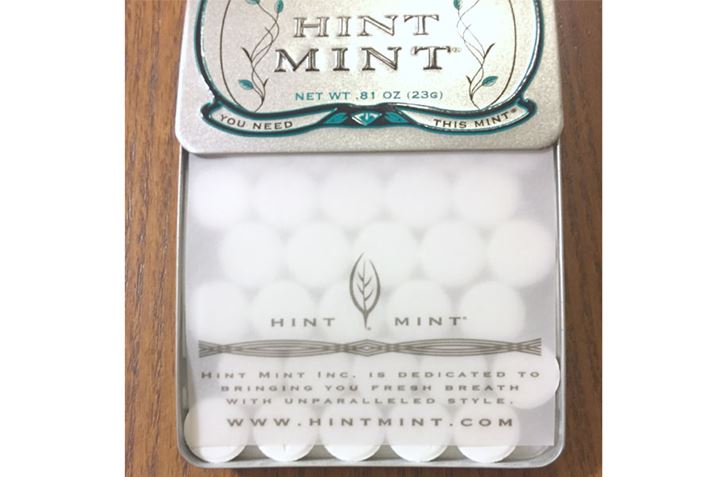 HINT
MINT™
NET WT .81 OZ (23G)
YOU NEED THIS MINT®
HINT MINT®
HINT MINT INC. IS DEDICATED TO
BRINGING YOU FRESH BREATH
WITH UNPARALLELED STYLE.
WWW.HINTMINT.COM